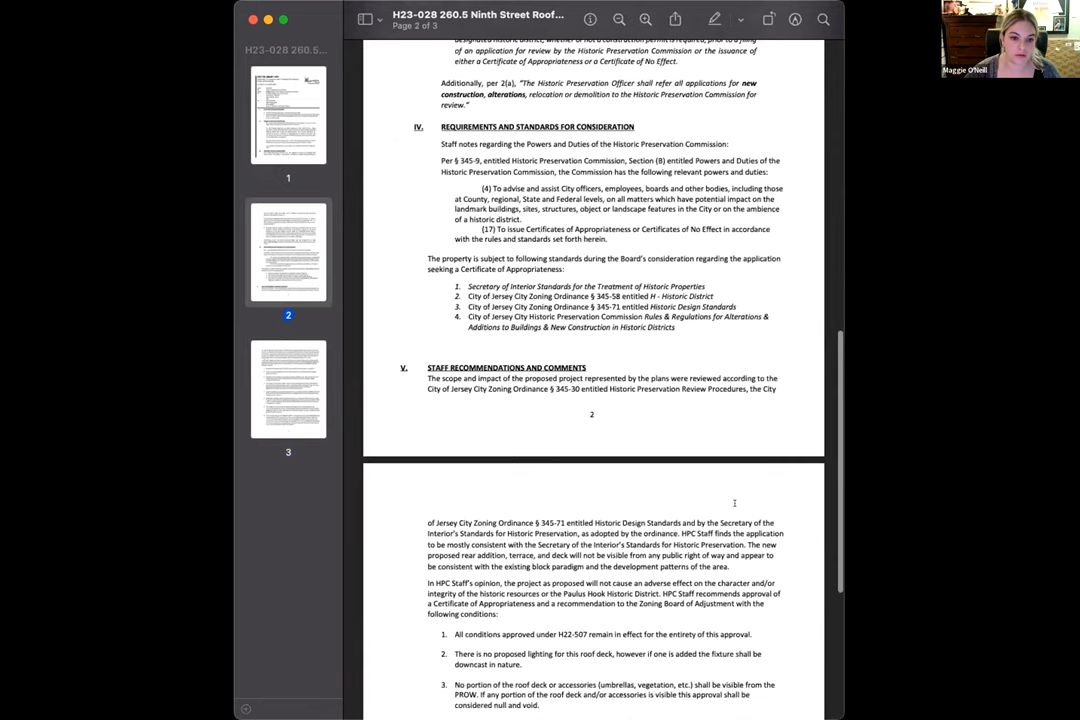 H23-028 260.5 Ninth Street Roof...
Page 2 of 3
H23-028 260.5...
1
2
3
designated historic district, whether or not a construction permit is required, prior to a filing
of an application for review by the Historic Preservation Commission or the issuance of
either a Certificate of Appropriateness or a Certificate of No Effect.
Additionally, per 2(a), "The Historic Preservation Officer shall refer all applications for new
construction, alterations, relocation or demolition to the Historic Preservation Commission for
review."
IV. REQUIREMENTS AND STANDARDS FOR CONSIDERATION
Staff notes regarding the Powers and Duties of the Historic Preservation Commission:
Per § 345-9, entitled Historic Preservation Commission, Section (B) entitled Powers and Duties of the
Historic Preservation Commission, the Commission has the following relevant powers and duties:
(4) To advise and assist City officers, employees, boards and other bodies, including those
at County, regional, State and Federal levels, on all matters which have potential impact on the
landmark buildings, sites, structures, object or landscape features in the City or on the ambience
of a historic district.
(17) To issue Certificates of Appropriateness or Certificates of No Effect in accordance
with the rules and standards set forth herein.
The property is subject to following standards during the Board's consideration regarding the application
seeking a Certificate of Appropriateness:
1. Secretary of Interior Standards for the Treatment of Historic Properties
2. City of Jersey City Zoning Ordinance § 345-58 entitled H - Historic District
3. City of Jersey City Zoning Ordinance § 345-71 entitled Historic Design Standards
4. City of Jersey City Historic Preservation Commission Rules & Regulations for Alterations &
Additions to Buildings & New Construction in Historic Districts
V. STAFF RECOMMENDATIONS AND COMMENTS
The scope and impact of the proposed project represented by the plans were reviewed according to the
City of Jersey City Zoning Ordinance § 345-30 entitled Historic Preservation Review Procedures, the City
2
of Jersey City Zoning Ordinance § 345-71 entitled Historic Design Standards and by the Secretary of the
Interior's Standards for Historic Preservation, as adopted by the ordinance. HPC Staff finds the application
to be mostly consistent with the Secretary of the Interior's Standards for Historic Preservation. The new
proposed rear addition, terrace, and deck will not be visible from any public right of way and appear to
be consistent with the existing block paradigm and the development patterns of the area.
In HPC Staff's opinion, the project as proposed will not cause an adverse effect on the character and/or
integrity of the historic resources or the Paulus Hook Historic District. HPC Staff recommends approval of
a Certificate of Appropriateness and a recommendation to the Zoning Board of Adjustment with the
following conditions:
1. All conditions approved under H22-507 remain in effect for the entirety of this approval.
2. There is no proposed lighting for this roof deck, however if one is added the fixture shall be
downcast in nature.
3. No portion of the roof deck or accessories (umbrellas, vegetation, etc.) shall be visible from the
PROW. If any portion of the roof deck and/or accessories is visible this approval shall be
considered null and void.
Maggie O'Neill